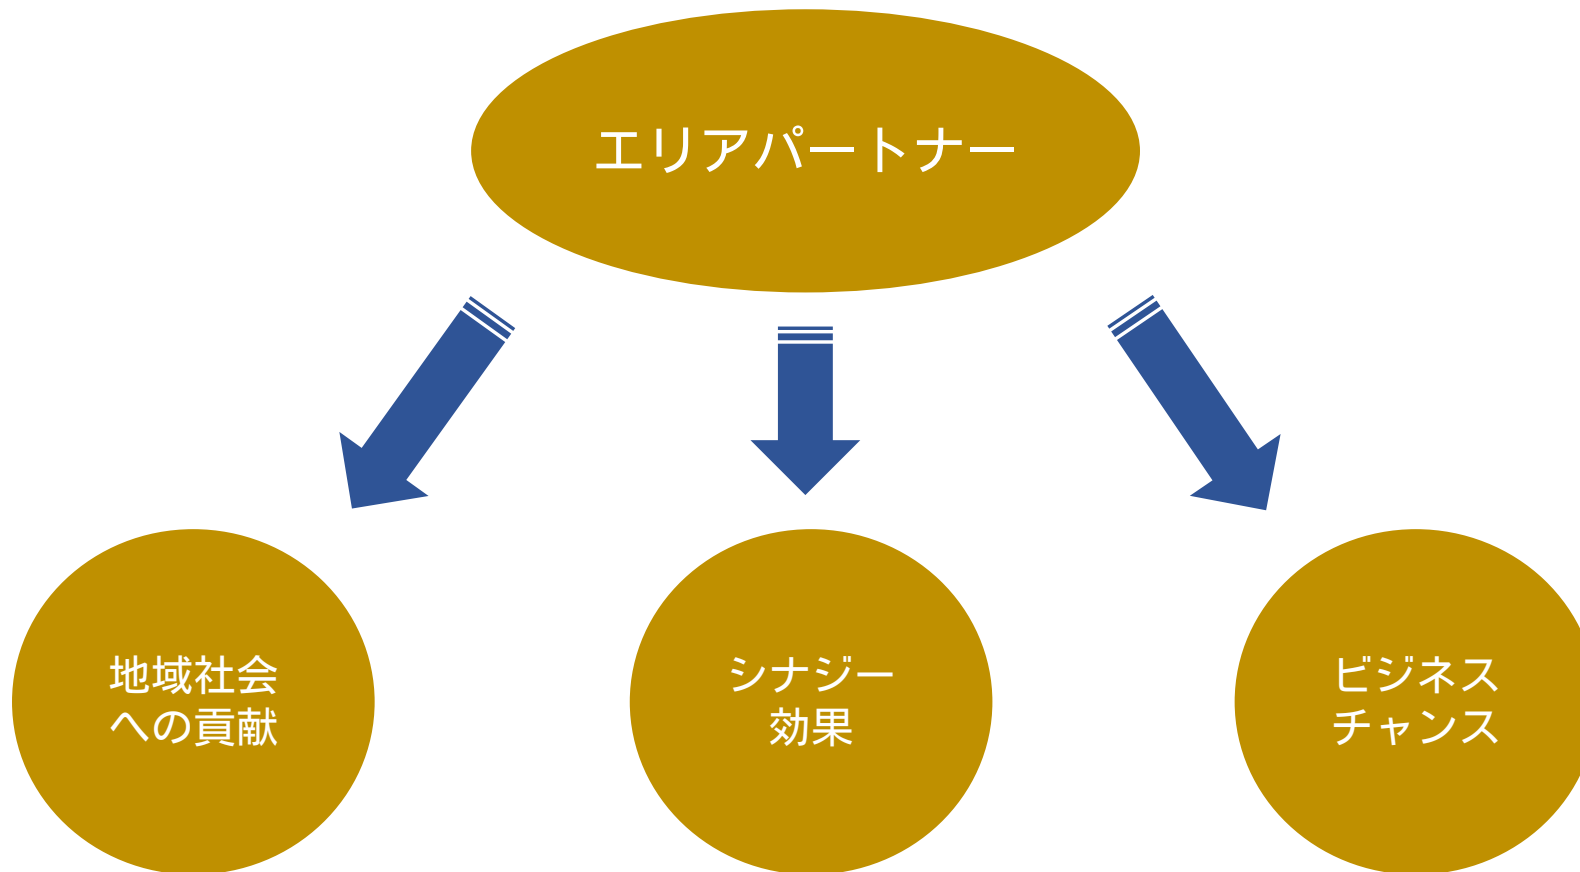 エリアパートナー
地域社会
への貢献
シナジー
効果
ビジネス
チャンス